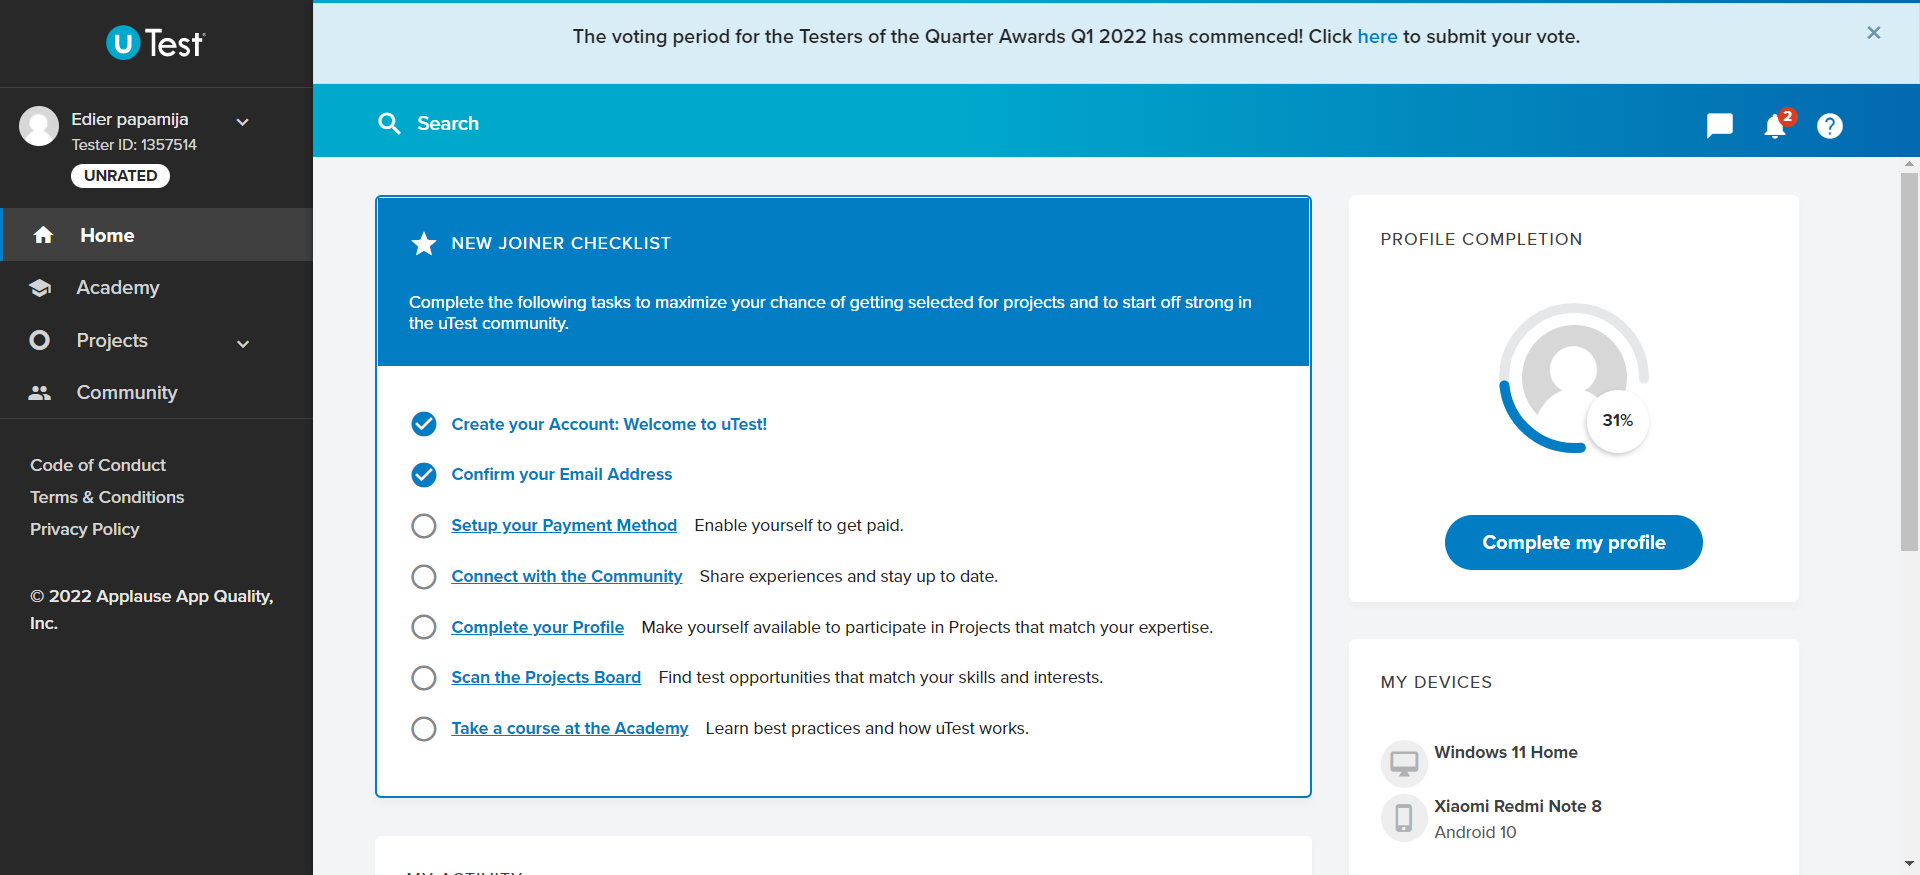 uTest
Edier papamija
Tester ID: 1357514
UNRATED
Home
Academy
Projects
Community
Code of Conduct
Terms & Conditions
Privacy Policy
© 2022 Applause App Quality,
Inc.
The voting period for the Testers of the Quarter Awards Q1 2022 has commenced! Click here to submit your vote.
×
Search
2
?
NEW JOINER CHECKLIST
Complete the following tasks to maximize your chance of getting selected for projects and to start off strong in
the uTest community.
Create your Account: Welcome to uTest!
Confirm your Email Address
Setup your Payment Method Enable yourself to get paid.
Connect with the Community Share experiences and stay up to date.
Complete your Profile Make yourself available to participate in Projects that match your expertise.
Scan the Projects Board Find test opportunities that match your skills and interests.
Take a course at the Academy Learn best practices and how uTest works.
MY ACTIVITY
PROFILE COMPLETION
31%
Complete my profile
MY DEVICES
Windows 11 Home
Xiaomi Redmi Note 8
Android 10